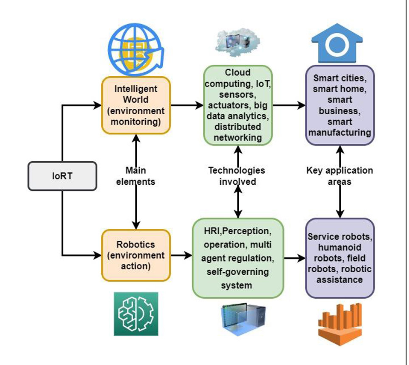 Intelligent
World
(environment
monitoring)
Cloud
computing, IoT,
sensors,
actuators, big
data analytics,
distributed
networking
Smart cities,
smart home,
smart
business,
smart
manufacturing
IoRT
Main
elements
Technologies
involved
Key application
areas
Robotics
(environment
action)
HRI,Perception,
operation, multi
agent regulation,
self-governing
system
Service robots,
humanoid
robots, field
robots, robotic
assistance